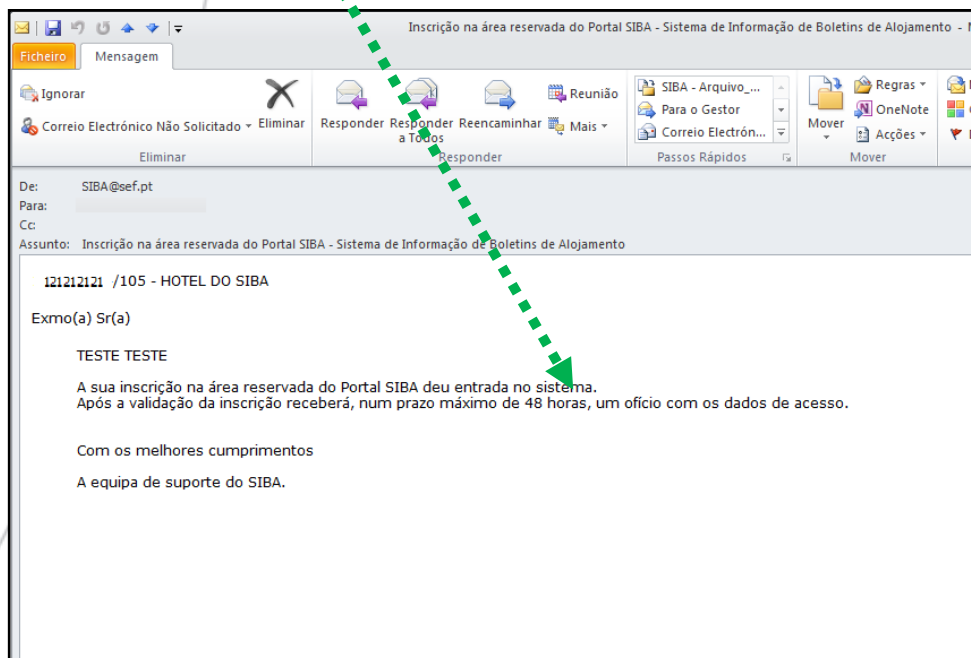 Inscrição na área reservada do Portal SIBA - Sistema de Informação de Boletins de Alojamento -
Ficheiro Mensagem
Ignorar
Correio Electrónico Não Solicitado
Eliminar
Responder
Responder a Todos
Reencaminhar
Reunião
Mais
SIBA - Arquivo_...
Para o Gestor
Correio Electrón...
Mover
Regras
OneNote
Acções
Eliminar Responder Passos Rápidos Mover
De: SIBA@sef.pt
Para:
Cc:
Assunto: Inscrição na área reservada do Portal SIBA - Sistema de Informação de Boletins de Alojamento
121212121 /105 - HOTEL DO SIBA
Exmo(a) Sr(a)
TESTE TESTE
A sua inscrição na área reservada do Portal SIBA deu entrada no sistema.
Após a validação da inscrição receberá, num prazo máximo de 48 horas, um ofício com os dados de acesso.
Com os melhores cumprimentos
A equipa de suporte do SIBA.